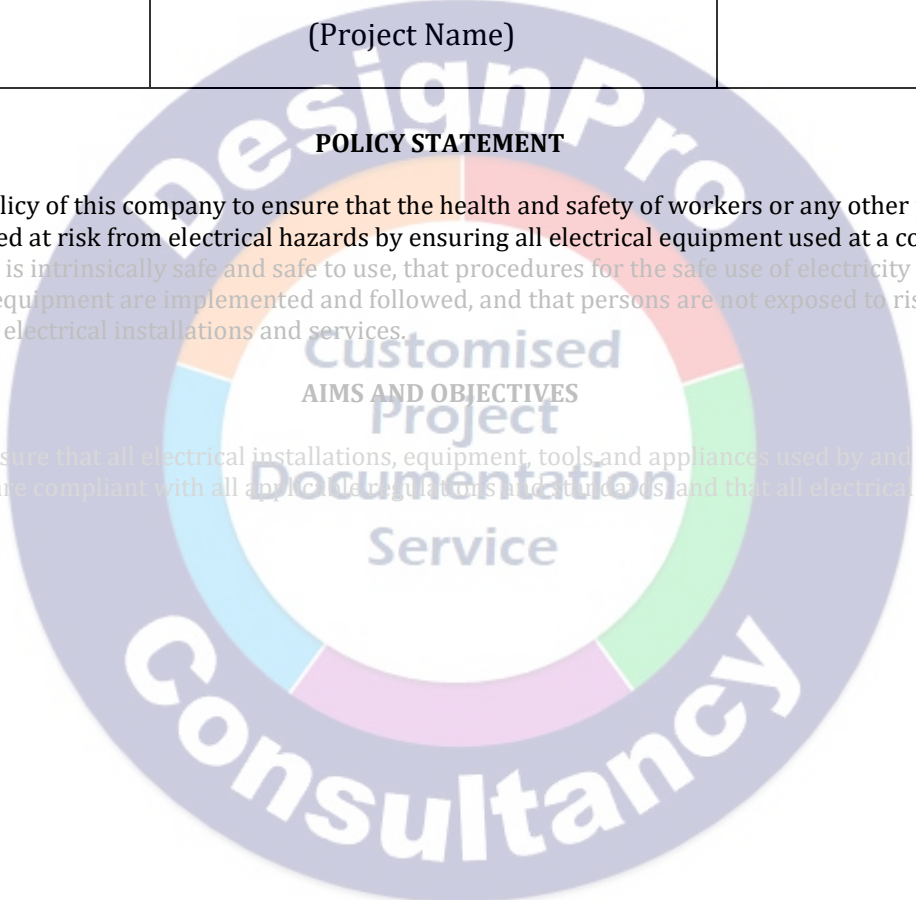 (Project Name)
DesignPro
POLICY STATEMENT
licy of this company to ensure that the health and safety of workers or any other
ed at risk from electrical hazards by ensuring all electrical equipment used at a co
is intrinsically safe and safe to use, that procedures for the safe use of electricity
equipment are implemented and followed, and that persons are not exposed to ris
electrical installations and services.
Customised
AIMS AND OBJECTIVES
Project
sure that all electrical installations, equipment, tools and appliances used by and
Documentation
re compliant with all applicable regulations and standards, and that all electrical
Service
Consultancy